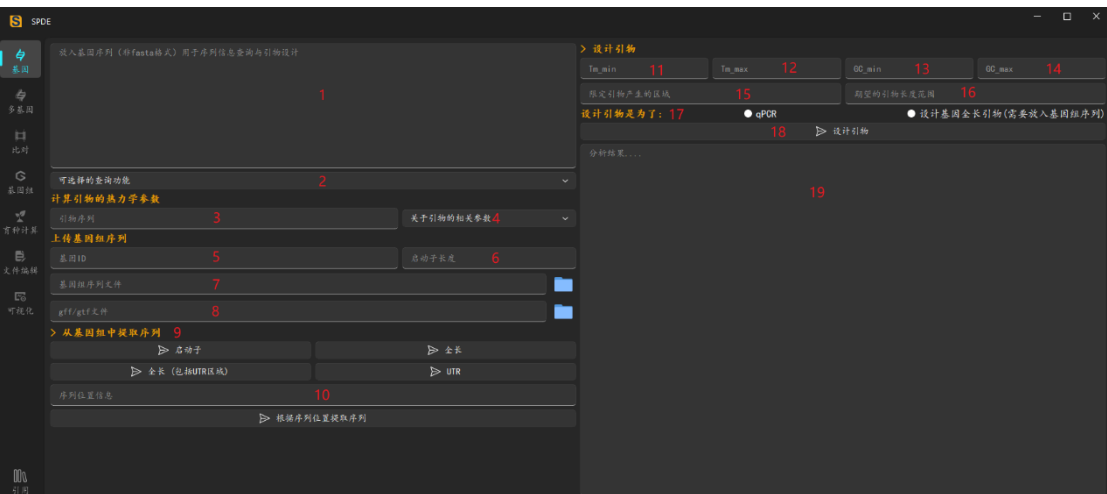 SPDE
基因
多基因
比对
基因组
育种计算
文件编辑
可视化
引用
放入基因序列 (非fasta格式) 用于序列信息查询与引物设计
1
可选择的查询功能 2
计算引物的热力学参数
引物序列 3 关于引物的相关参数 4
上传基因组序列
基因ID 5 启动子长度 6
基因组序列文件 7
gff/gtf文件 8
> 从基因组中提取序列 9
启动子 全长
全长 (包括UTR区域) UTR
序列位置信息 10
根据序列位置提取序列
> 设计引物
Tm_min 11 Tm_max 12 GC_min 13 GC_max 14
限定引物产生的区域 15 期望的引物长度范围 16
设计引物是为了: 17 qPCR 设计基因全长引物(需要放入基因组序列)
18 设计引物
分析结果....
19